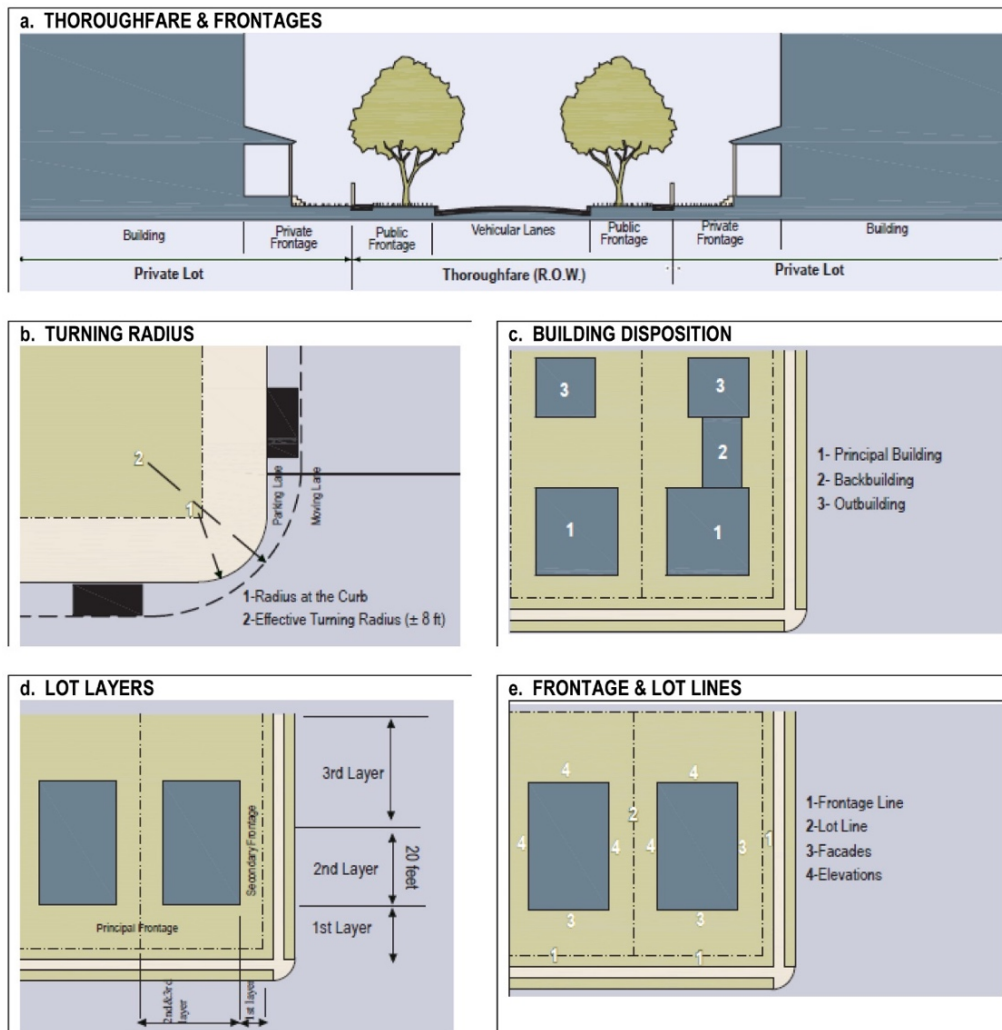 a. THOROUGHFARE & FRONTAGES
Building
Private
Frontage
Public
Frontage
Vehicular Lanes
Public
Frontage
Private
Frontage
Building
Private Lot
Thoroughfare (R.O.W.)
Private Lot
b. TURNING RADIUS
2
1
Parking Lane
Moving Lane
1-Radius at the Curb
2-Effective Turning Radius (± 8 ft)
c. BUILDING DISPOSITION
3
3
2
1
1
1- Principal Building
2- Backbuilding
3- Outbuilding
d. LOT LAYERS
3rd Layer
Secondary Frontage
2nd Layer
20 feet
Principal Frontage
1st Layer
2nd&3rd
layer
1st layer
e. FRONTAGE & LOT LINES
4
4
2
4
4
4
3
1
3
3
1
1
1-Frontage Line
2-Lot Line
3-Facades
4-Elevations